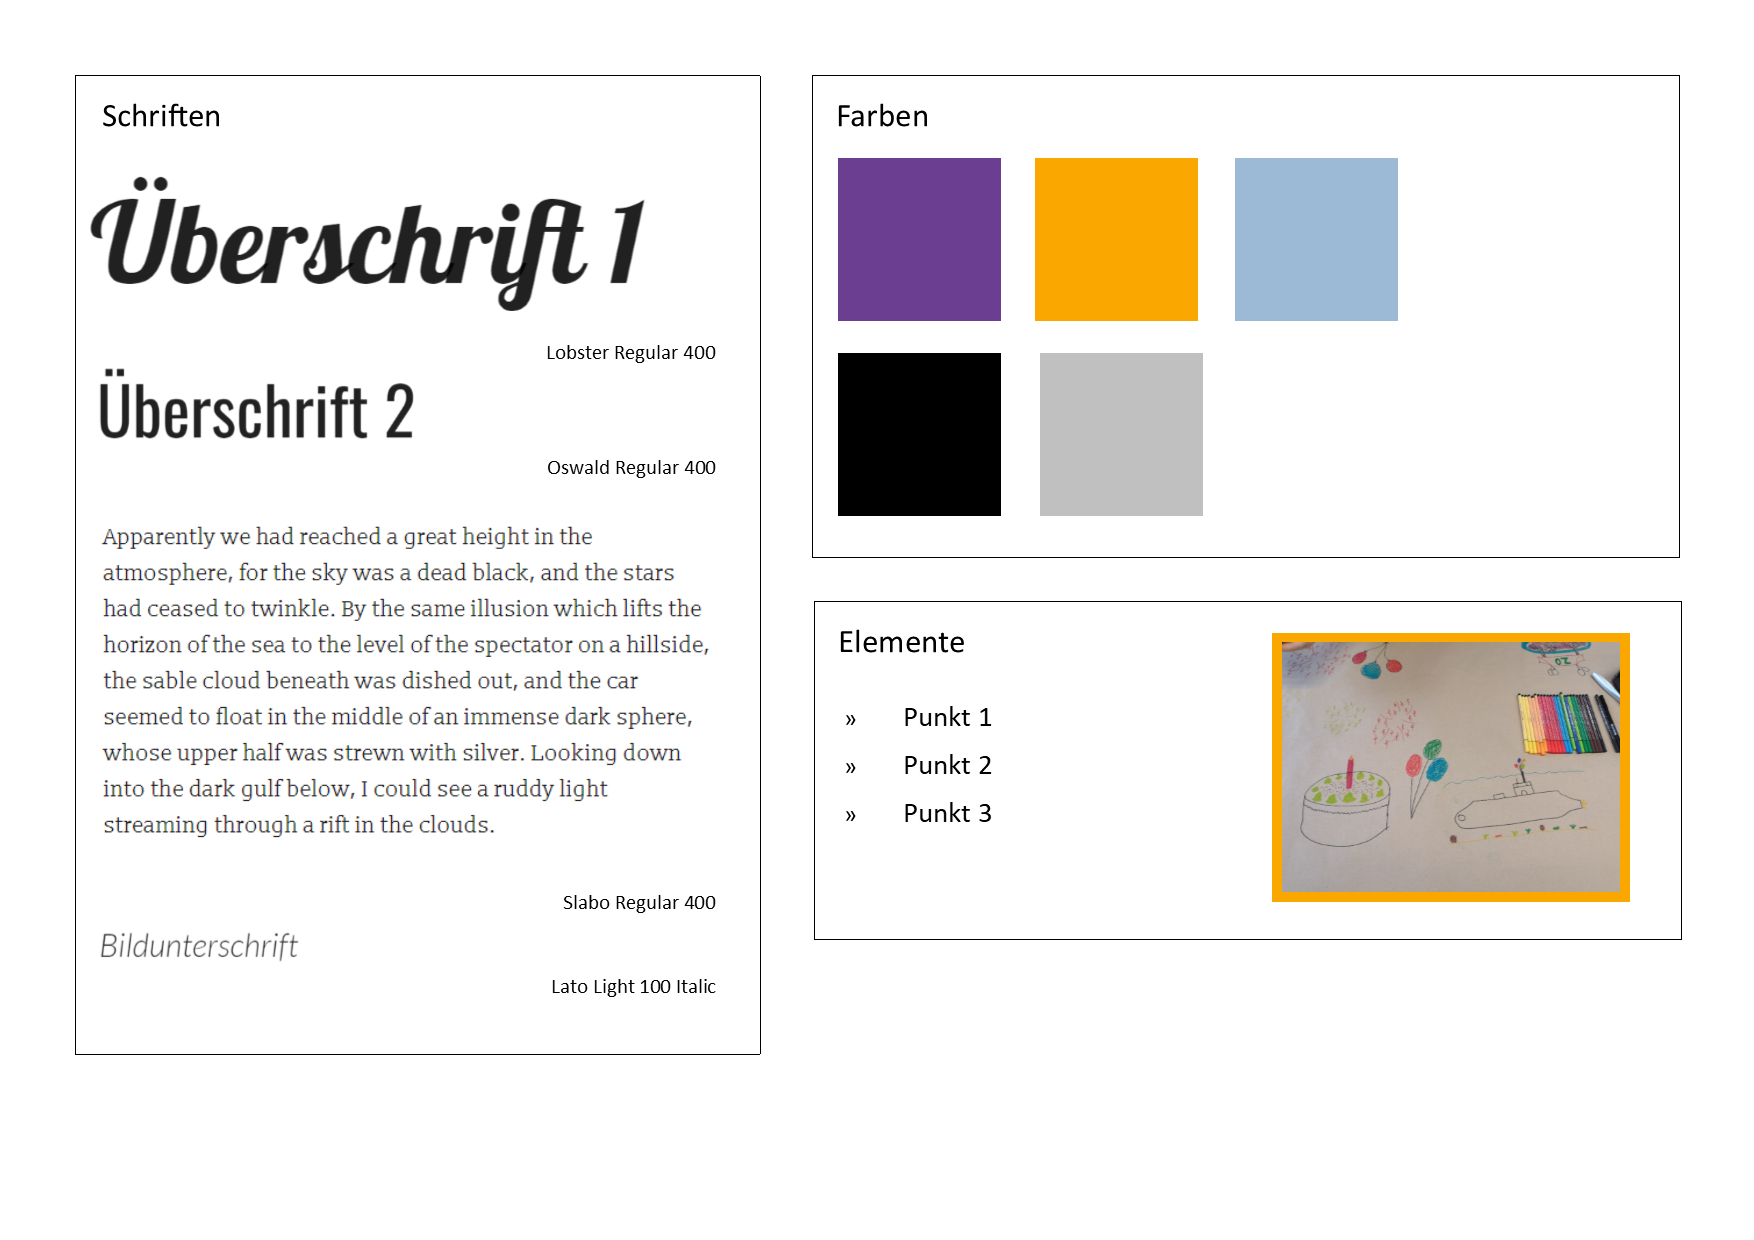 Schriften
Überschrift 1
Lobster Regular 400
Überschrift 2
Oswald Regular 400
Apparently we had reached a great height in the
atmosphere, for the sky was a dead black, and the stars
had ceased to twinkle. By the same illusion which lifts the
horizon of the sea to the level of the spectator on a hillside,
the sable cloud beneath was dished out, and the car
seemed to float in the middle of an immense dark sphere,
whose upper half was strewn with silver. Looking down
into the dark gulf below, I could see a ruddy light
streaming through a rift in the clouds.
Slabo Regular 400
Bildunterschrift
Lato Light 100 Italic
Farben
Elemente
» Punkt 1
» Punkt 2
» Punkt 3
20